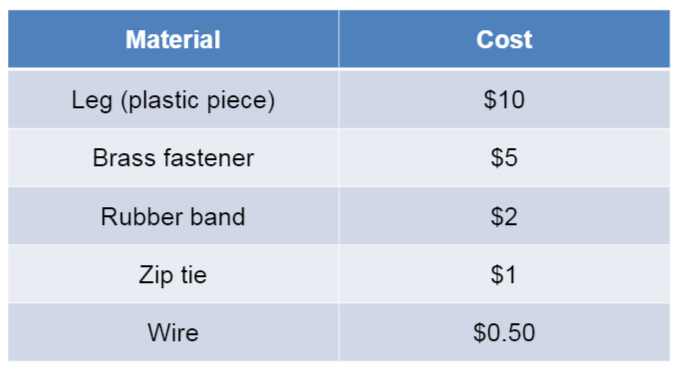 Material Cost
Leg (plastic piece) $10
Brass fastener $5
Rubber band $2
Zip tie $1
Wire $0.50